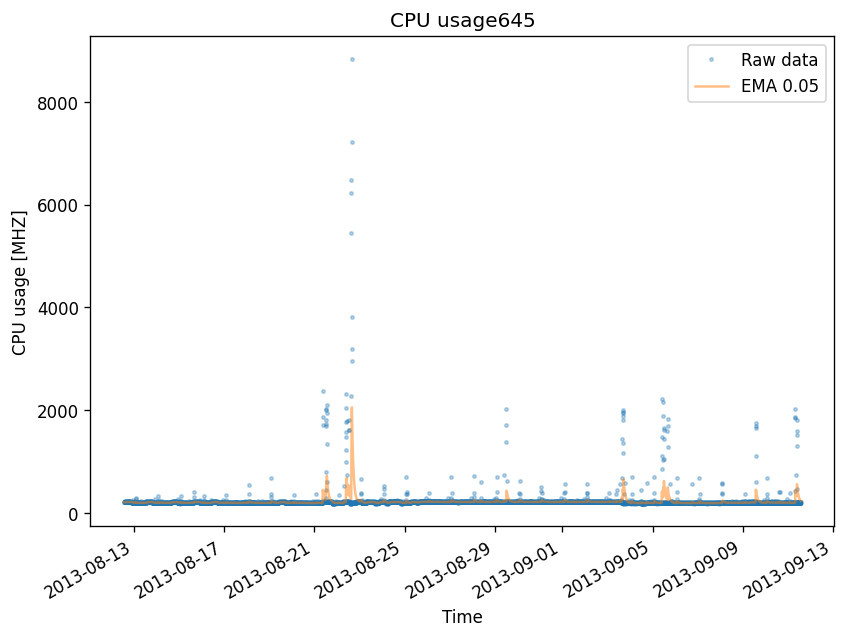 CPU usage645
Raw data
EMA 0.05
CPU usage [MHZ]
8000
6000
4000
2000
0
2013-08-13
2013-08-17
2013-08-21
2013-08-25
2013-08-29
2013-09-01
2013-09-05
2013-09-09
2013-09-13
Time